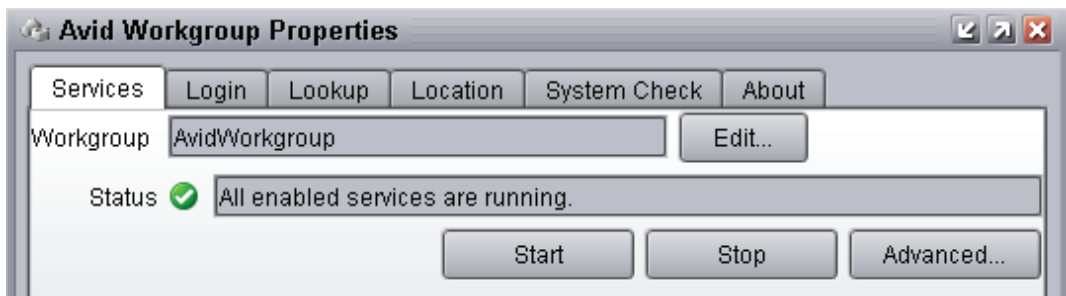 Avid Workgroup Properties
Services Login Lookup Location System Check About
Workgroup AvidWorkgroup Edit...
Status All enabled services are running.
Start Stop Advanced...